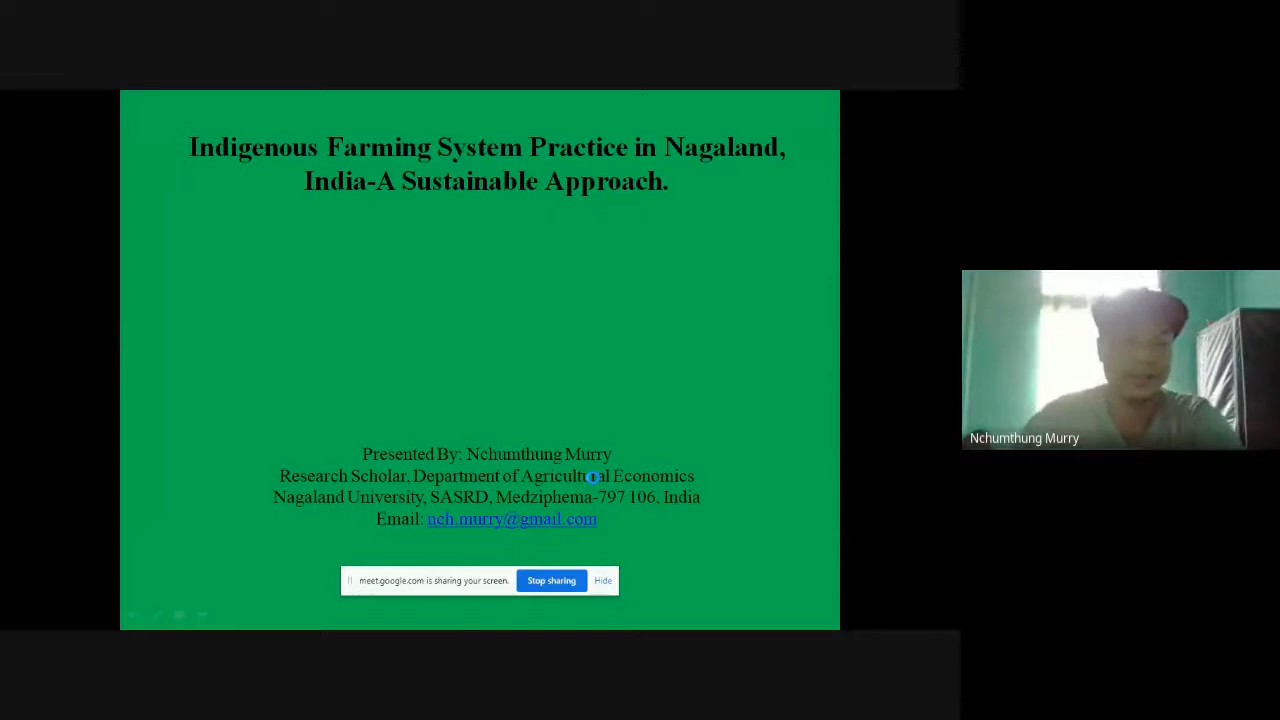 Indigenous Farming System Practice in Nagaland,
India-A Sustainable Approach.
Presented By: Nchumthung Murry
Research Scholar, Department of Agricultural Economics
Nagaland University, SASRD, Medziphema-797 106, India
Email: nch.murry@gmail.com
meet.google.com is sharing your screen.
Stop sharing
Hide
Nchumthung Murry